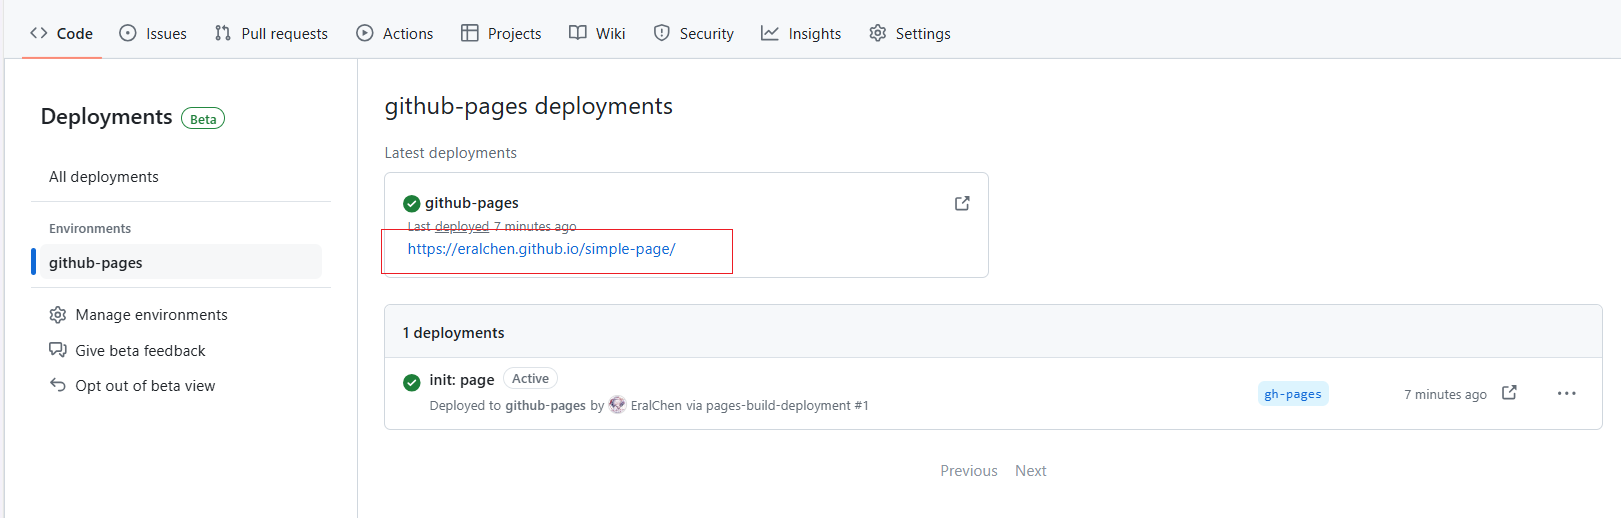 Code Issues Pull requests Actions Projects Wiki Security Insights Settings
Deployments Beta
All deployments
Environments
github-pages
Manage environments
Give beta feedback
Opt out of beta view
github-pages deployments
Latest deployments
github-pages
Last deployed 7 minutes ago
https://eralchen.github.io/simple-page/
1 deployments
init: page Active
Deployed to github-pages by EralChen via pages-build-deployment #1
gh-pages
7 minutes ago
Previous Next